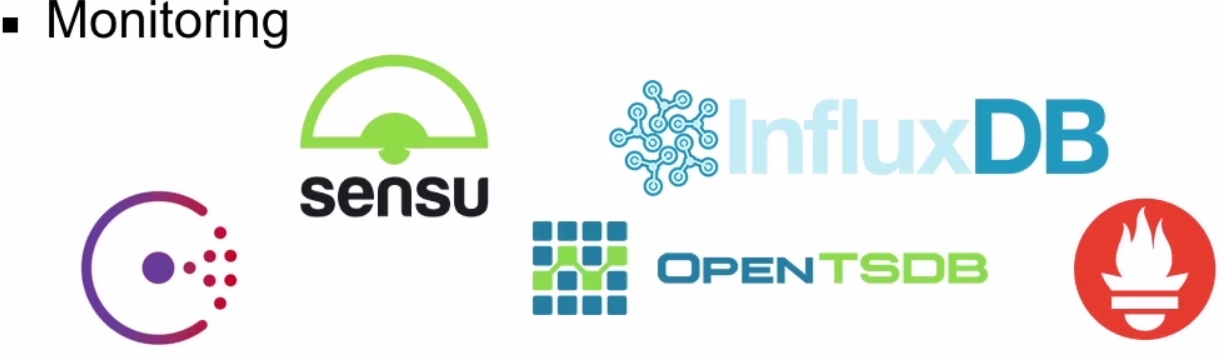 ▪ Monitoring
sensu
InfluxDB
OPENTSDB